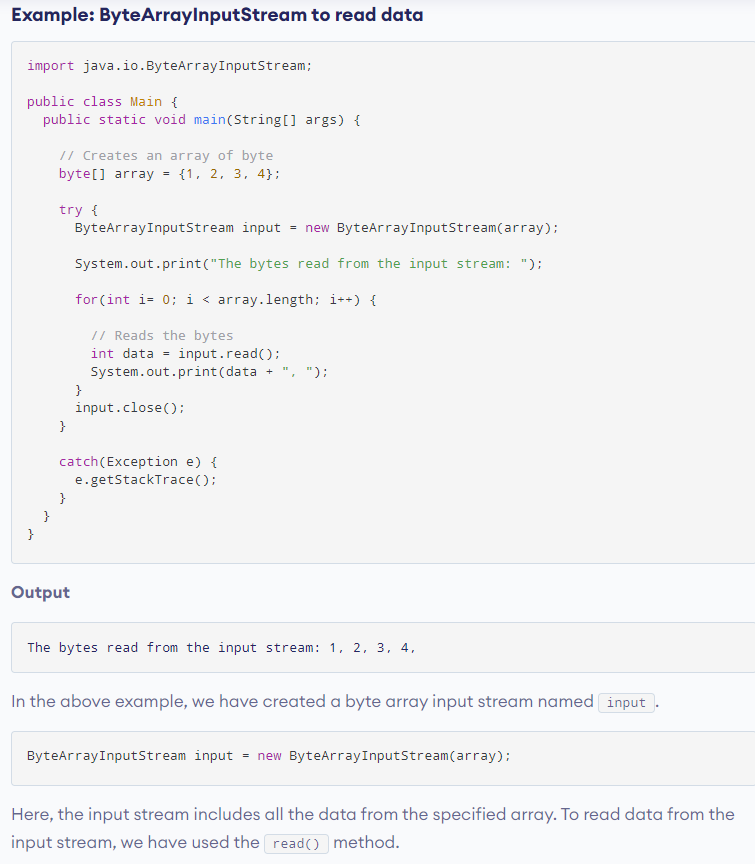 Example: ByteArrayInputStream to read data
import java.io.ByteArrayInputStream;
public class Main {
public static void main(String[] args) {
// Creates an array of byte
byte[] array = {1, 2, 3, 4};
try {
ByteArrayInputStream input = new ByteArrayInputStream(array);
System.out.print("The bytes read from the input stream: ");
for(int i= 0; i < array.length; i++) {
// Reads the bytes
int data = input.read();
System.out.print(data + ", ");
}
input.close();
}
catch(Exception e) {
e.getStackTrace();
}
}
}
Output
The bytes read from the input stream: 1, 2, 3, 4,
In the above example, we have created a byte array input stream named input.
ByteArrayInputStream input = new ByteArrayInputStream(array);
Here, the input stream includes all the data from the specified array. To read data from the
input stream, we have used the read() method.